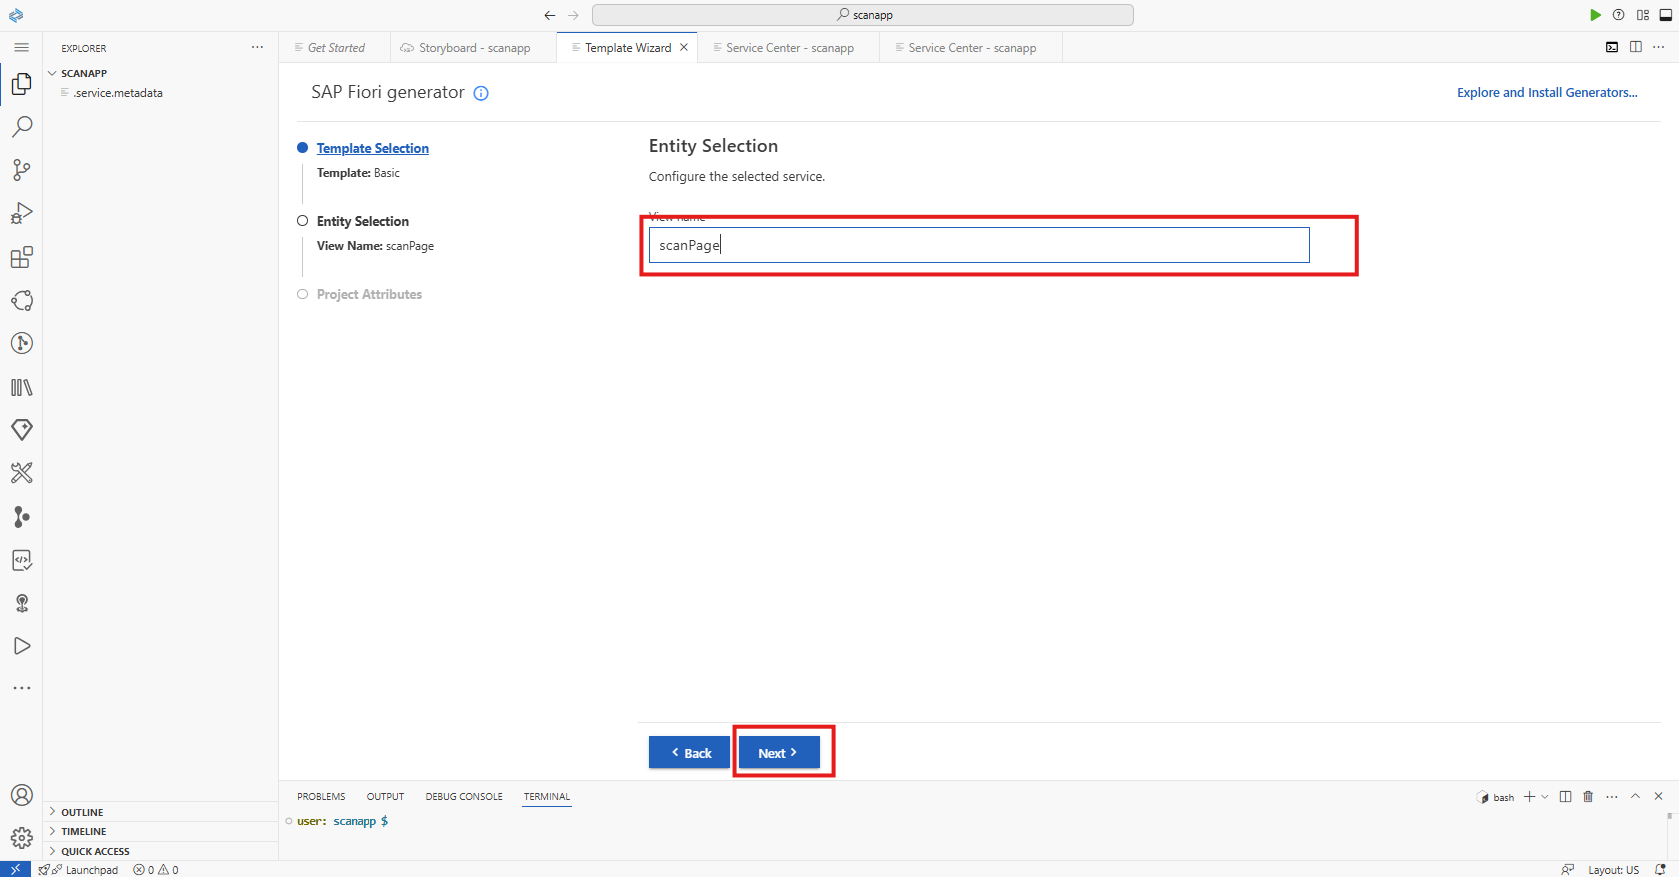 scanapp
EXPLORER
SCANAPP
.service.metadata
Get Started
Storyboard - scanapp
Template Wizard
Service Center - scanapp
Service Center - scanapp
SAP Fiori generator
Explore and Install Generators...
Template Selection
Template: Basic
Entity Selection
View Name: scanPage
Project Attributes
Entity Selection
Configure the selected service.
View name
scanPage
Back
Next
PROBLEMS
OUTPUT
DEBUG CONSOLE
TERMINAL
bash
user: scanapp $
OUTLINE
TIMELINE
QUICK ACCESS
Launchpad
0
0
Layout: US